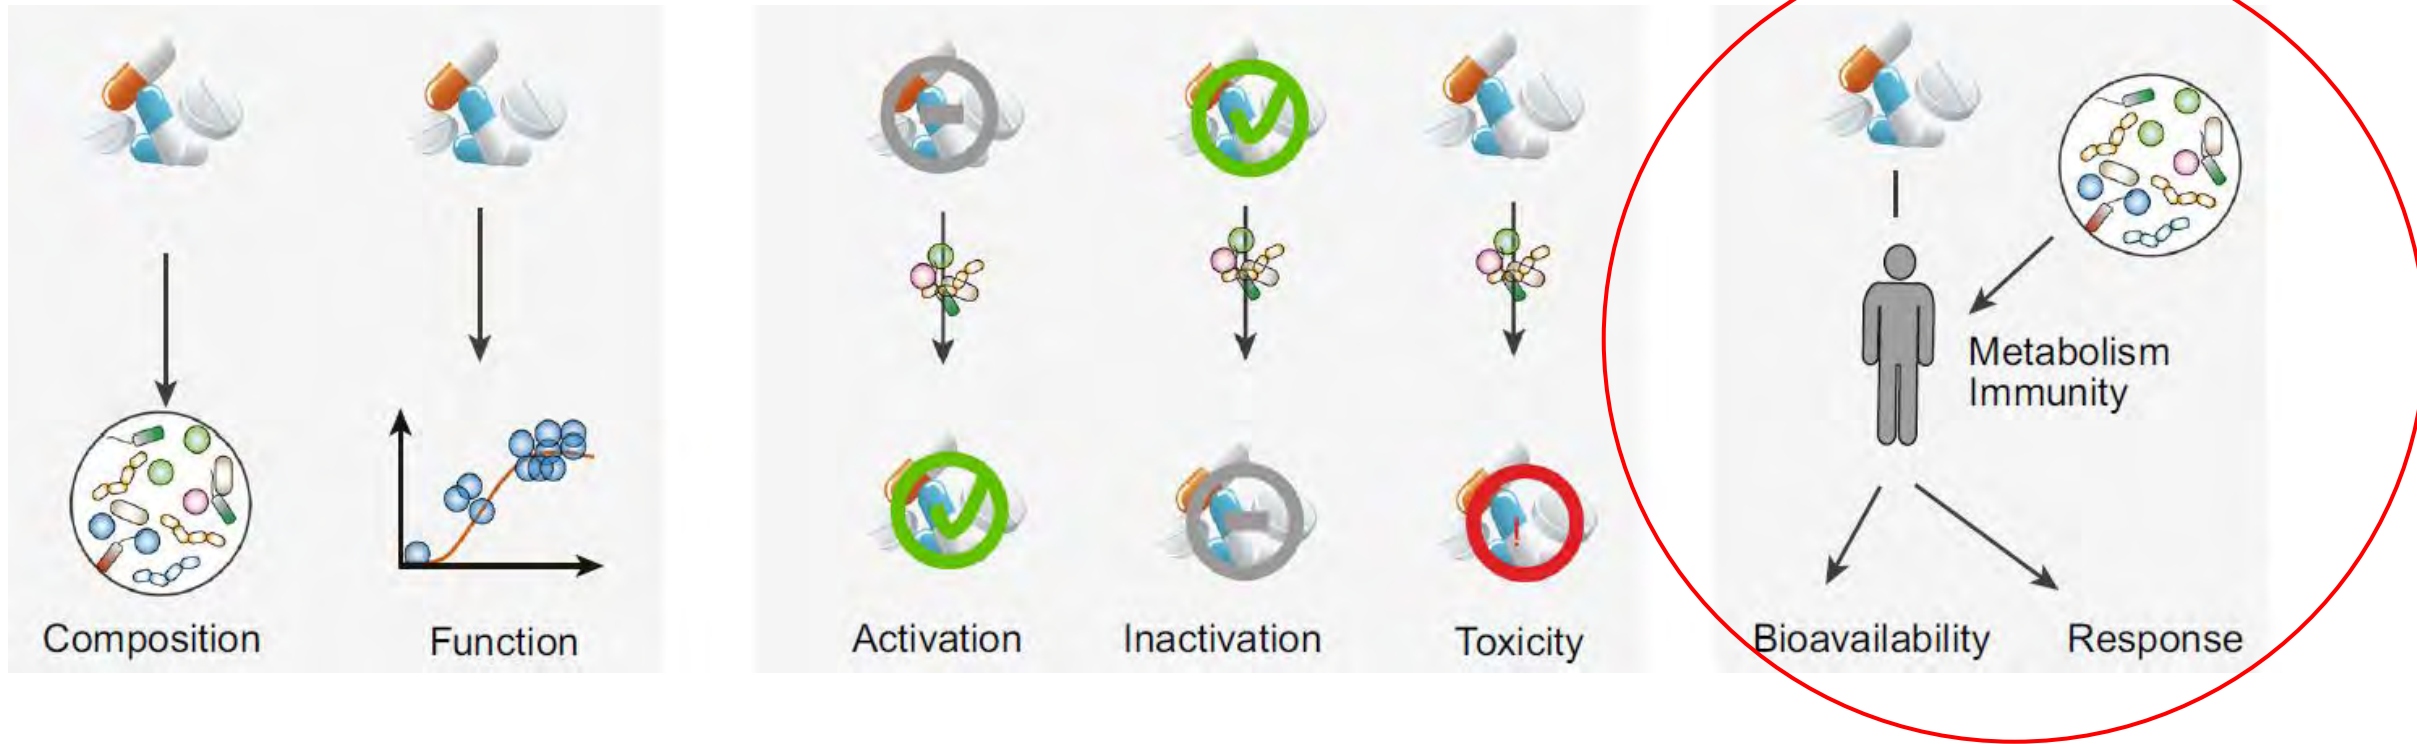 Metabolism
Immunity
Composition
Function
Activation
Inactivation
Toxicity
Bioavailability
Response
!